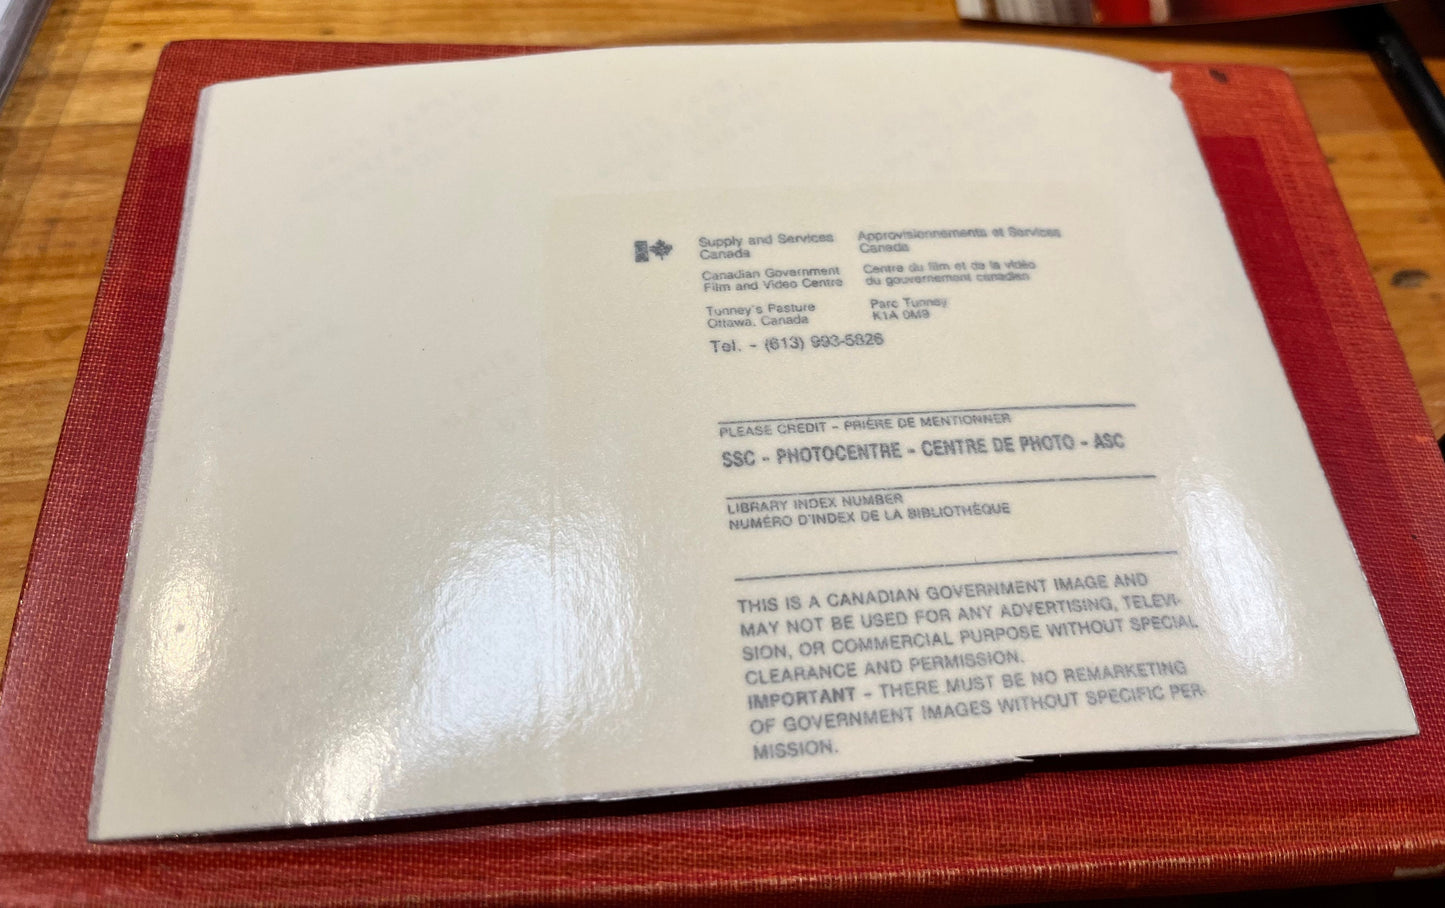 Supply and Services
Canada
Approvisionnements et Services
Canada
Canadian Government
Film and Video Centre
Centre du film et de la vidéo
du gouvernement canadien
Tunney's Pasture
Ottawa, Canada
Parc Tunney
K1A 0M9
Tel. - (613) 993-5826
PLEASE CREDIT - PRIÈRE DE MENTIONNER
SSC - PHOTOCENTRE - CENTRE DE PHOTO - ASC
LIBRARY INDEX NUMBER
NUMÉRO D'INDEX DE LA BIBLIOTHÈQUE
THIS IS A CANADIAN GOVERNMENT IMAGE AND
MAY NOT BE USED FOR ANY ADVERTISING, TELEVI-
SION, OR COMMERCIAL PURPOSE WITHOUT SPECIAL
CLEARANCE AND PERMISSION.
IMPORTANT - THERE MUST BE NO REMARKETING
OF GOVERNMENT IMAGES WITHOUT SPECIFIC PER-
MISSION.